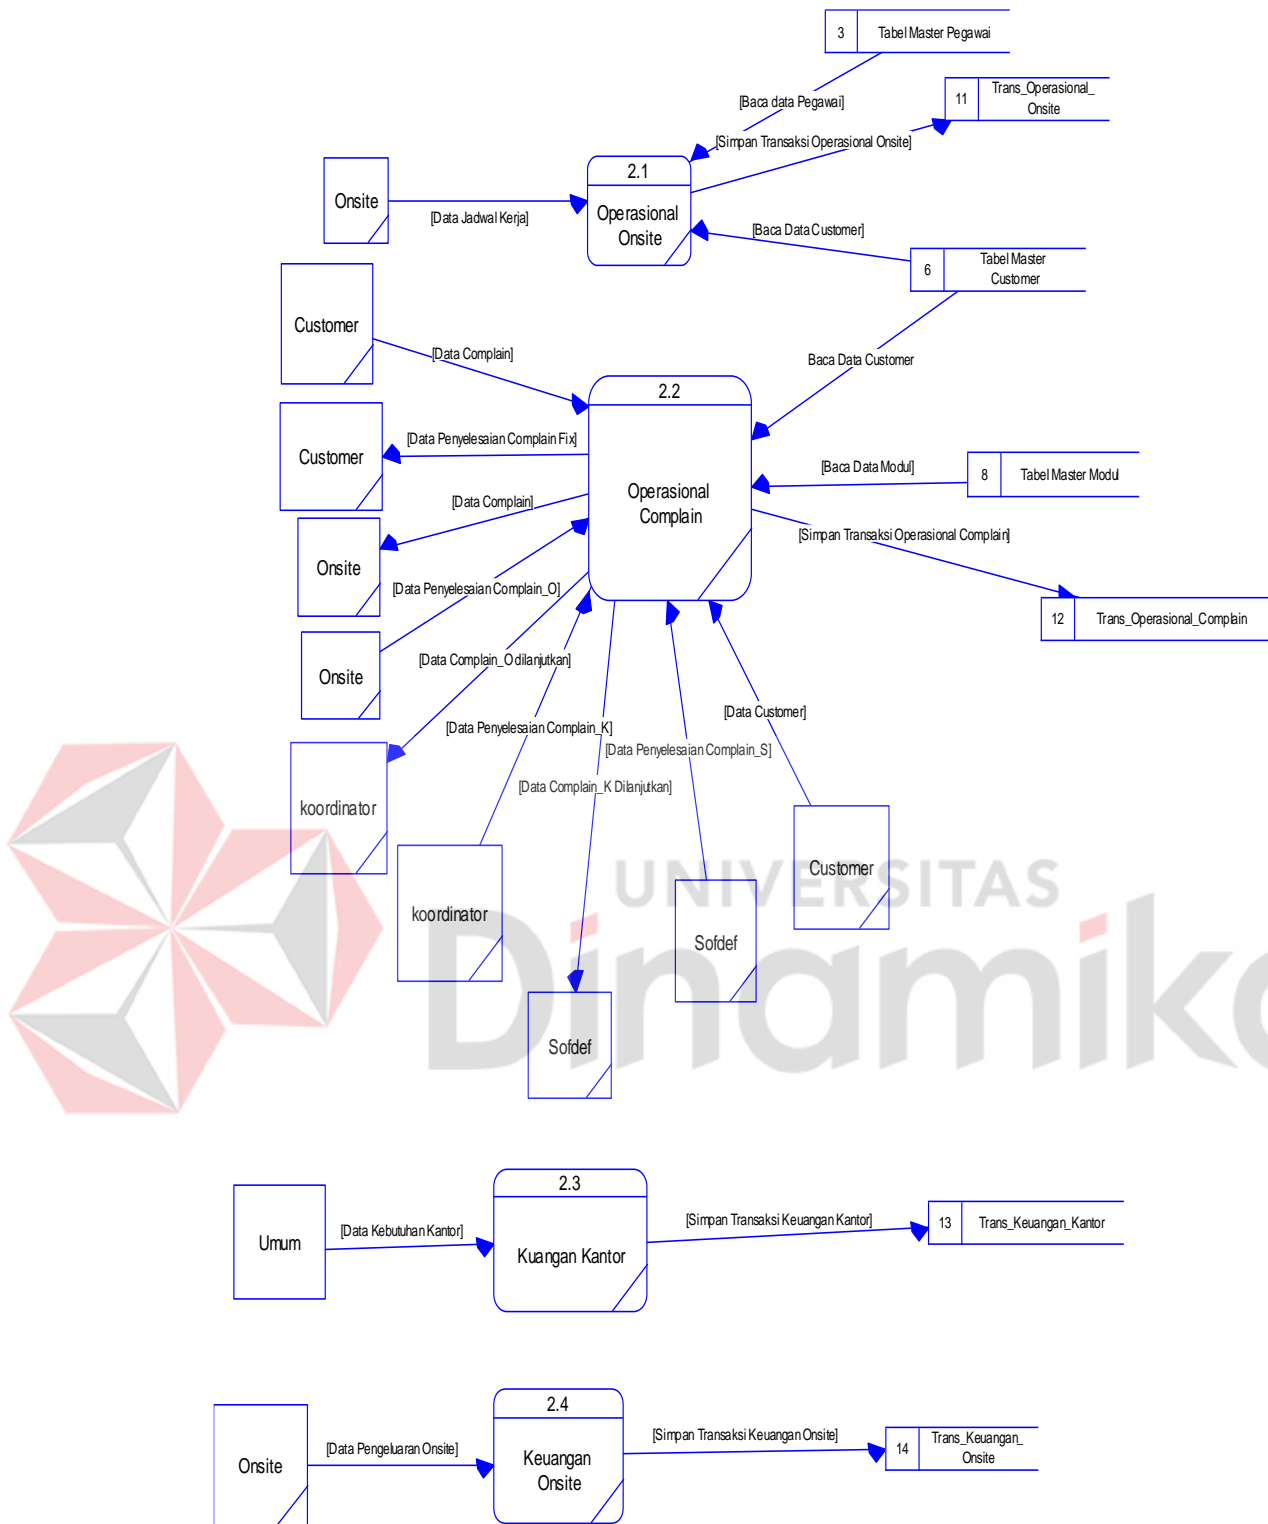 3
Tabel Master Pegawai
11
Trans_Operasional_
Onsite
[Baca data Pegawai]
[Simpan Transaksi Operasional Onsite]
2.1
Operasional
Onsite
Onsite
[Data Jadwal Kerja]
[Baca Data Customer]
6
Tabel Master
Customer
Customer
[Data Complain]
Baca Data Customer
2.2
Operasional
Complain
Customer
[Data Penyelesaian Complain Fix]
[Baca Data Modul]
8
Tabel Master Modul
[Data Complain]
Onsite
[Simpan Transaksi Operasional Complain]
[Data Penyelesaian Complain_O]
12
Trans_Operasional_Complain
Onsite
[Data Complain_O dilanjutkan]
[Data Customer]
[Data Penyelesaian Complain_K]
[Data Penyelesaian Complain_S]
[Data Complain_K Dilanjutkan]
koordinator
koordinator
Customer
Sofdef
Sofdef
UNIVERSITAS
Dinamika
2.3
Kuangan Kantor
Umum
[Data Kebutuhan Kantor]
[Simpan Transaksi Keuangan Kantor]
13
Trans_Keuangan_Kantor
2.4
Keuangan
Onsite
Onsite
[Data Pengeluaran Onsite]
[Simpan Transaksi Keuangan Onsite]
14
Trans_Keuangan_
Onsite